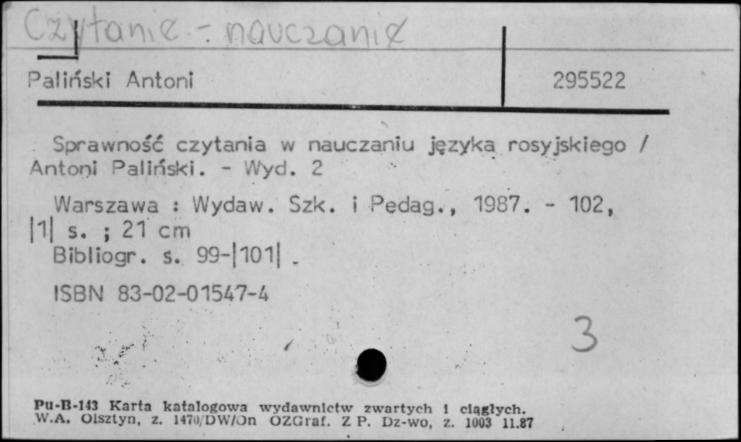 Czytanie - nauczanie
Paliński Antoni 295522
Sprawność czytania w nauczaniu języka rosyjskiego /
Antoni Paliński. - Wyd. 2
Warszawa : Wydaw. Szk. i Pedag., 1987. - 102,
|1| s. ; 21 cm
Bibliogr. s. 99-|101| .
ISBN 83-02-01547-4
3
Pu-B-143 Karta katalogowa wydawnictw zwartych i ciągłych.
W.A. Olsztyn, z. 1470/DW/On OZGraf. Z P. Dz-wo, z. 1003 11.87